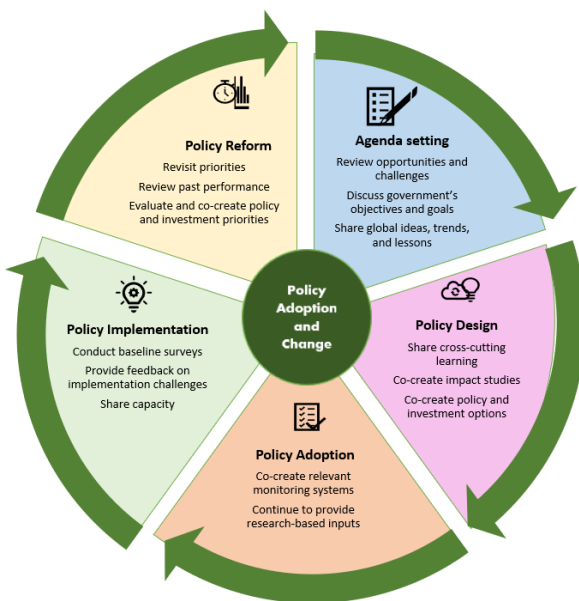 Policy Reform
Revisit priorities
Review past performance
Evaluate and co-create policy
and investment priorities
Agenda setting
Review opportunities and
challenges
Discuss government’s
objectives and goals
Share global ideas, trends,
and lessons
Policy
Adoption
and
Change
Policy Implementation
Conduct baseline surveys
Provide feedback on
implementation challenges
Share capacity
Policy Design
Share cross-cutting
learning
Co-create impact studies
Co-create policy and
investment options
Policy Adoption
Co-create relevant
monitoring systems
Continue to provide
research-based inputs